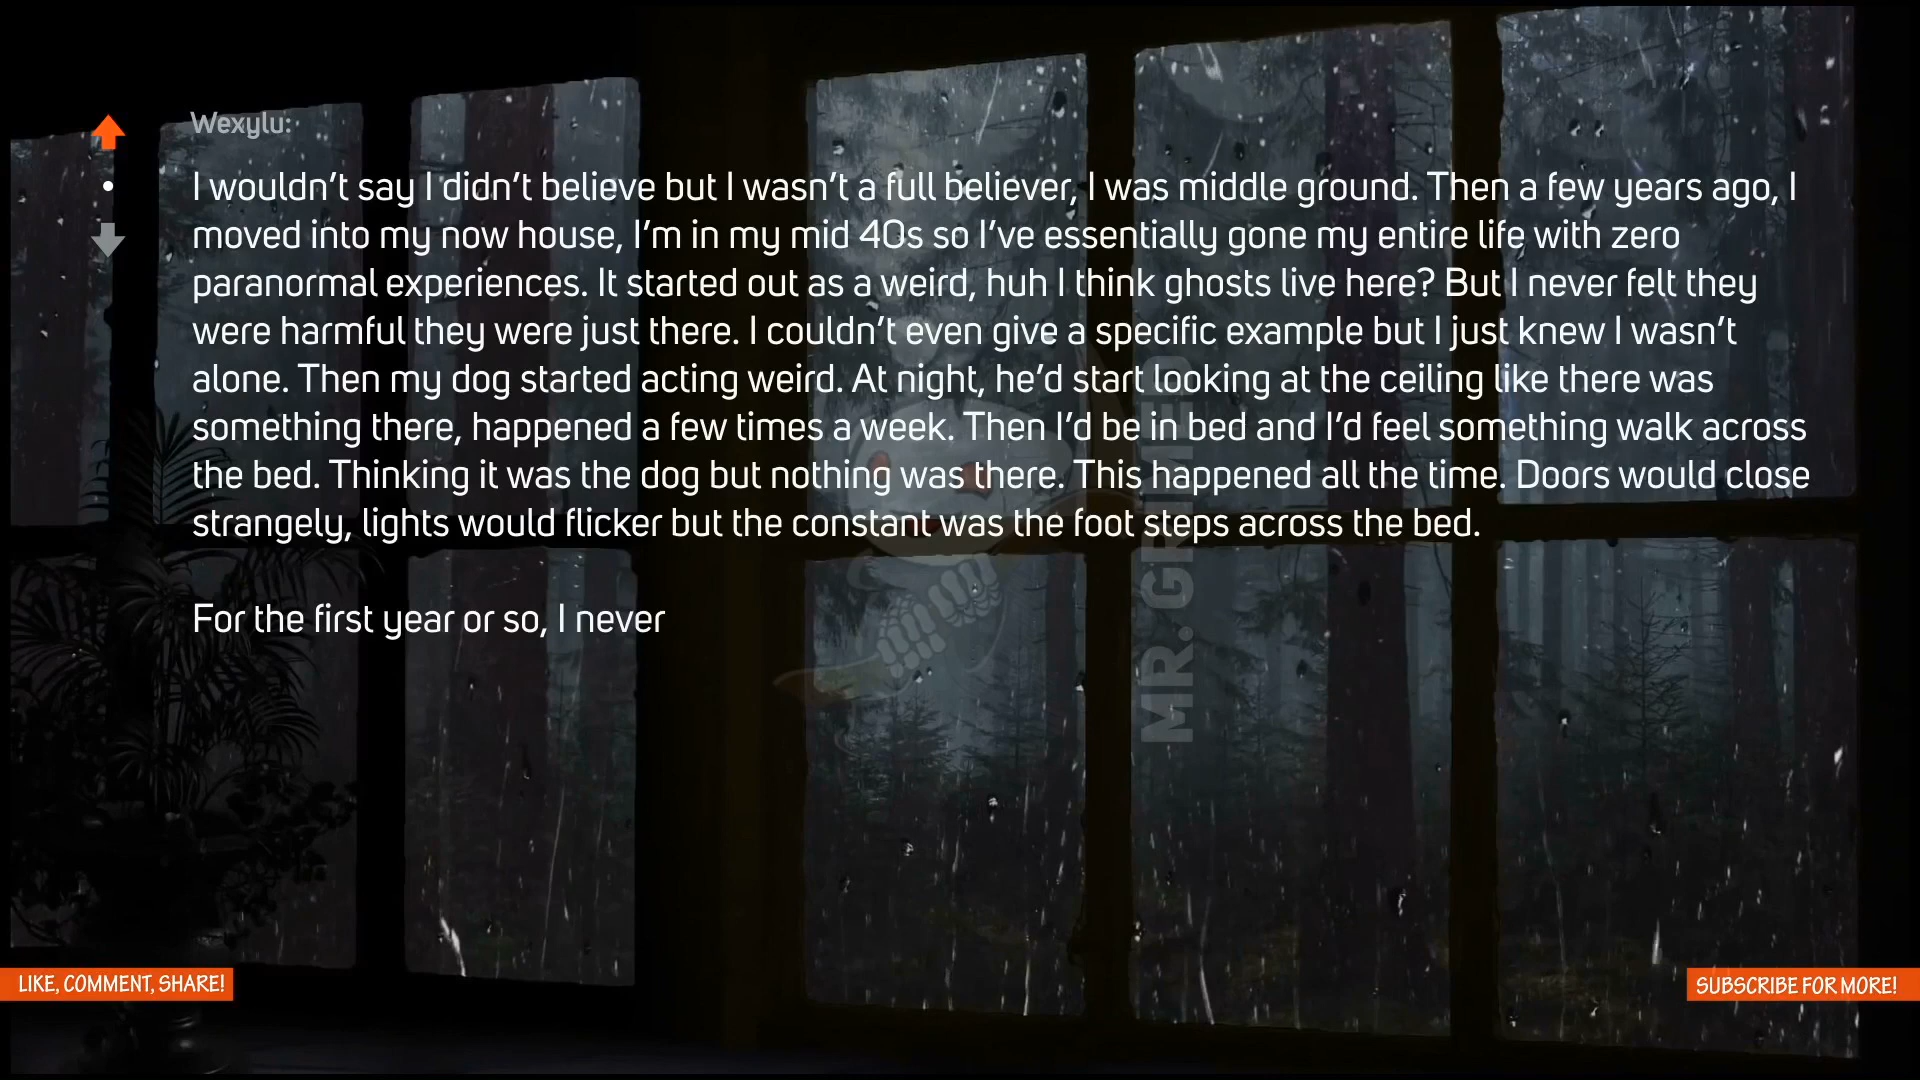 Wexylu:
I wouldn't say I didn't believe but I wasn't a full believer, I was middle ground. Then a few years ago, I
moved into my now house, I'm in my mid 40s so I've essentially gone my entire life with zero
paranormal experiences. It started out as a weird, huh I think ghosts live here? But I never felt they
were harmful they were just there. I couldn't even give a specific example but I just knew I wasn't
alone. Then my dog started acting weird. At night, he'd start looking at the ceiling like there was
something there, happened a few times a week. Then I'd be in bed and I'd feel something walk across
the bed. Thinking it was the dog but nothing was there. This happened all the time. Doors would close
strangely, lights would flicker but the constant was the foot steps across the bed.
For the first year or so, I never
MR. GRIMED
LIKE, COMMENT, SHARE!
SUBSCRIBE FOR MORE!